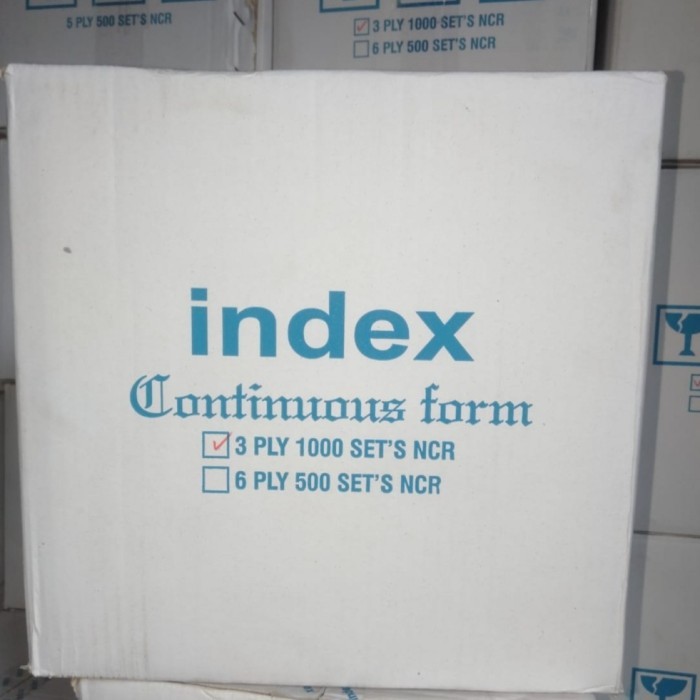 5 PLY 500 SET'S NCR
3 PLY 1000 SET'S NCR
6 PLY 500 SET'S NCR
index
Continuous form
3 PLY 1000 SET'S NCR
6 PLY 500 SET'S NCR